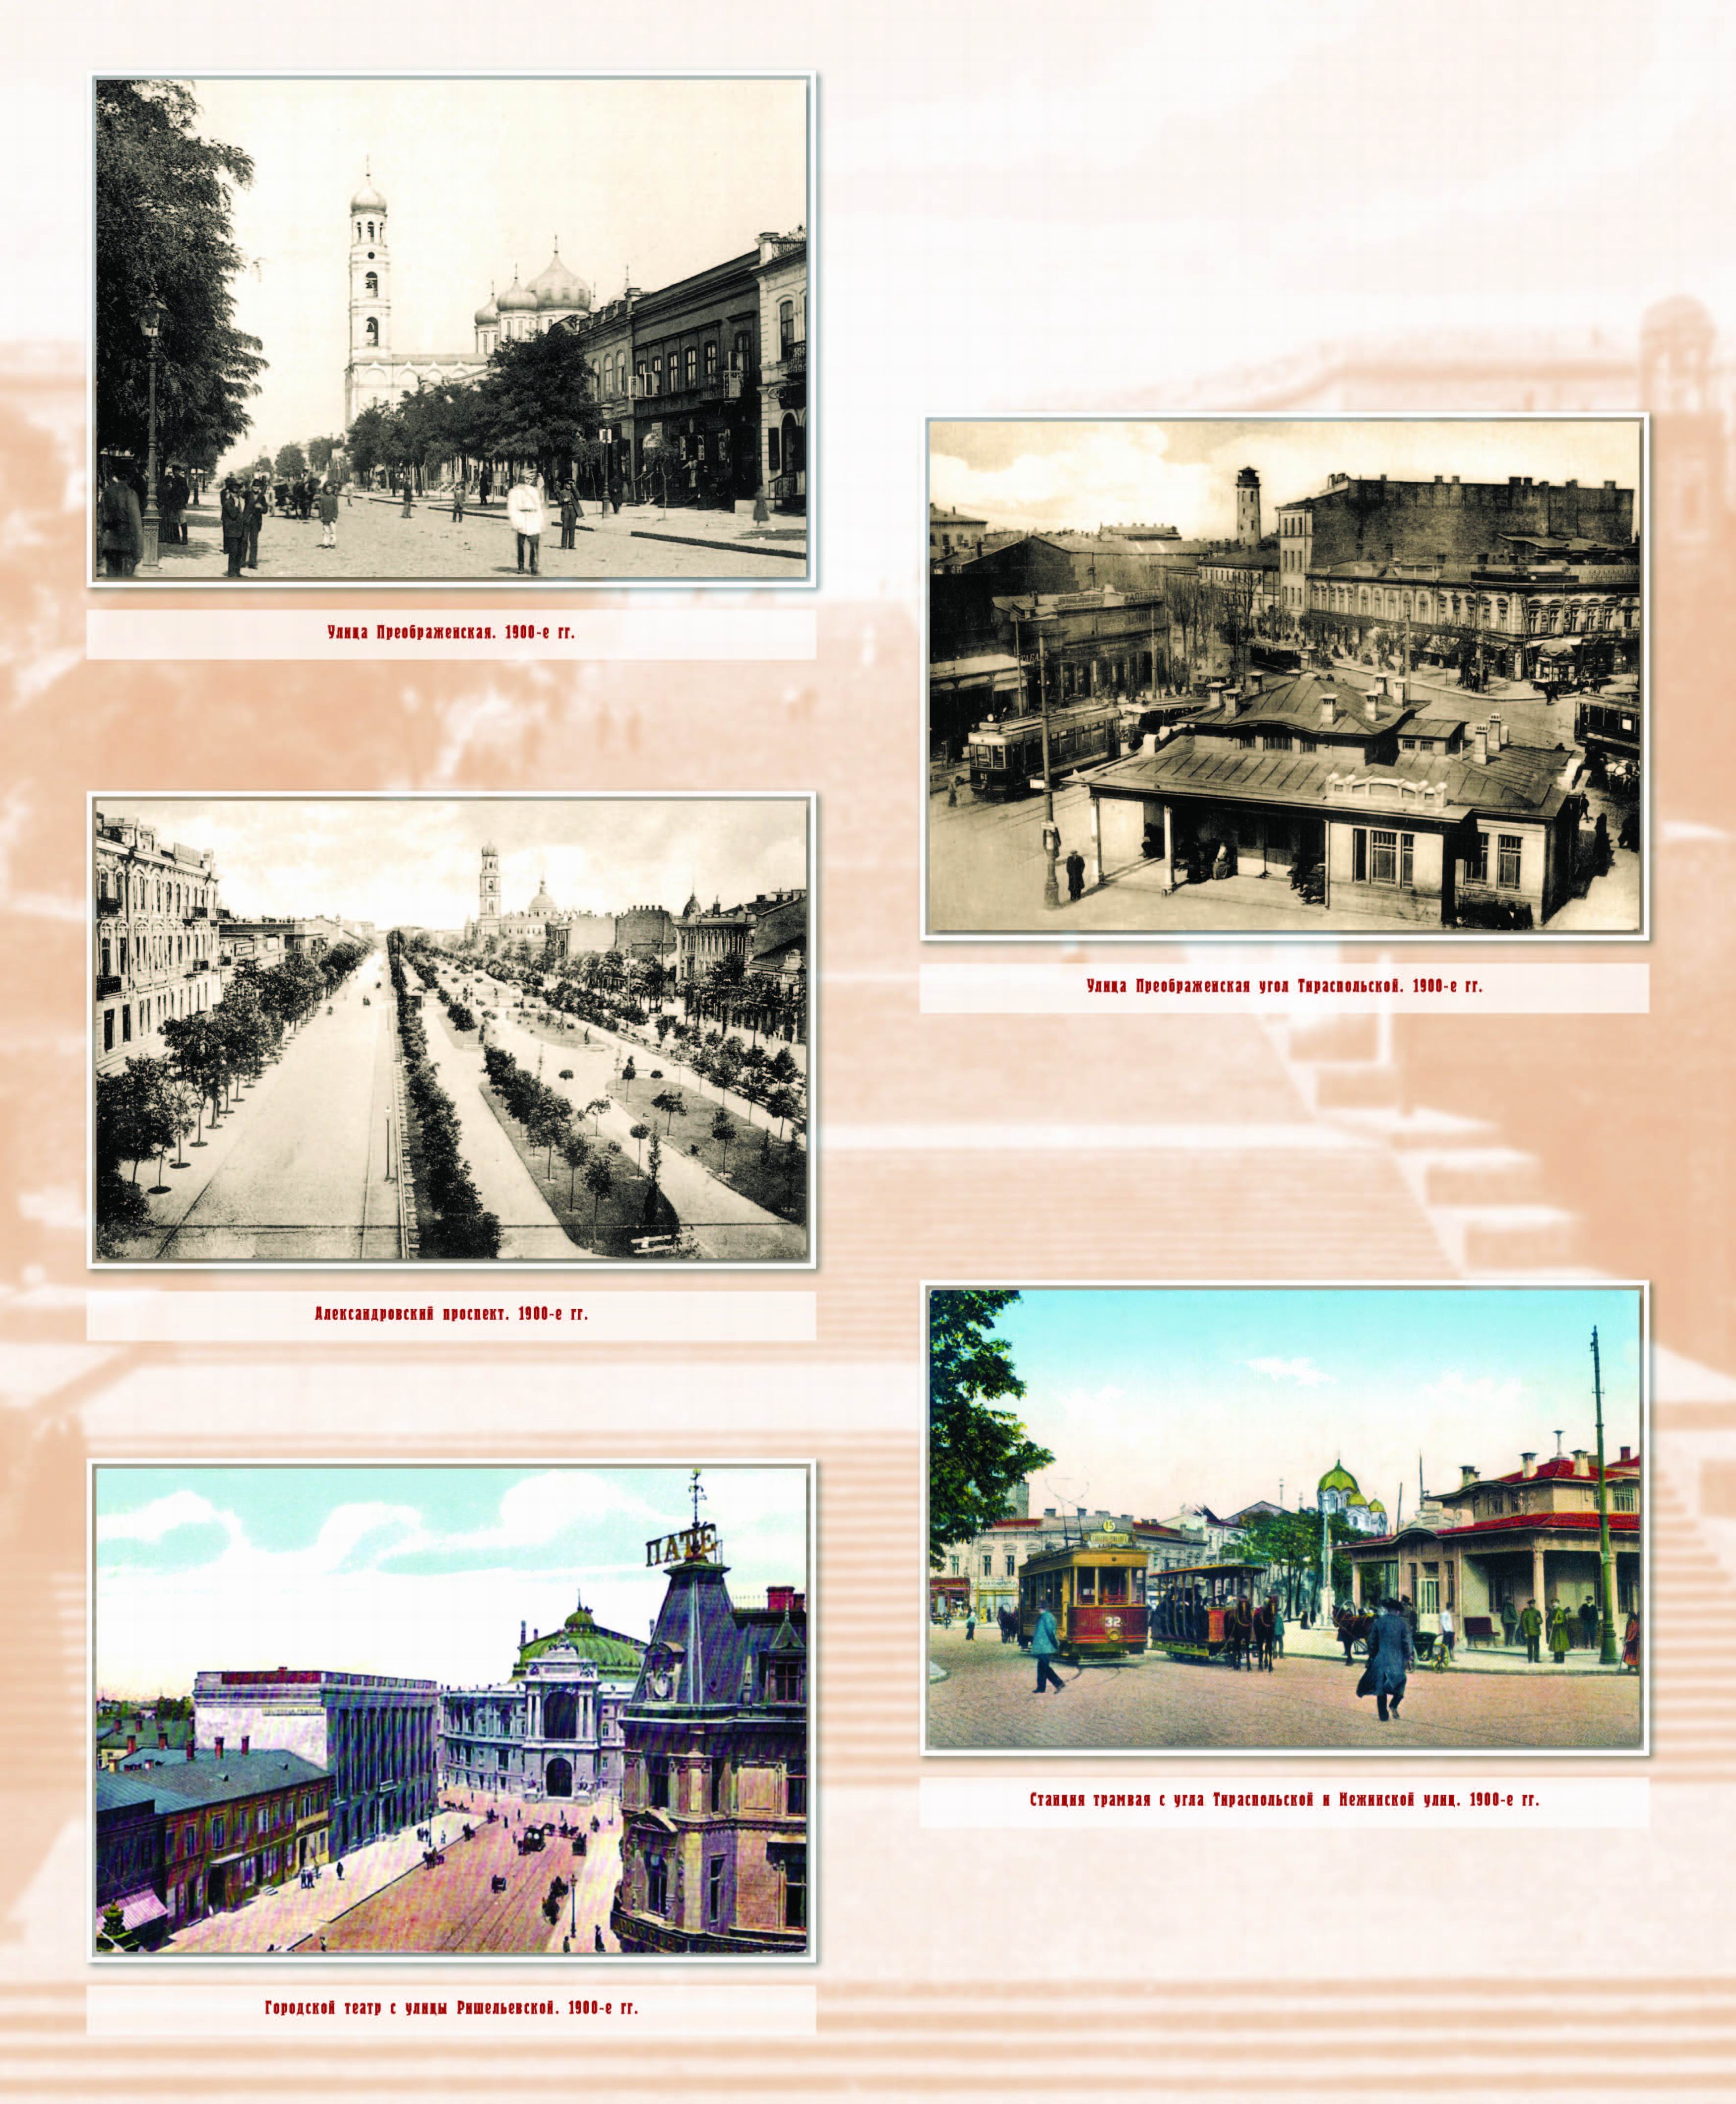 Улица Преображенская. 1900-е гг.
Александровский проспект. 1900-е гг.
ПАТЕ
Городской театр с улицы Ришельевской. 1900-е гг.
Улица Преображенская угол Тираспольской. 1900-е гг.
15
32
Станция трамвая с угла Тираспольской и Нежинской улиц. 1900-е гг.